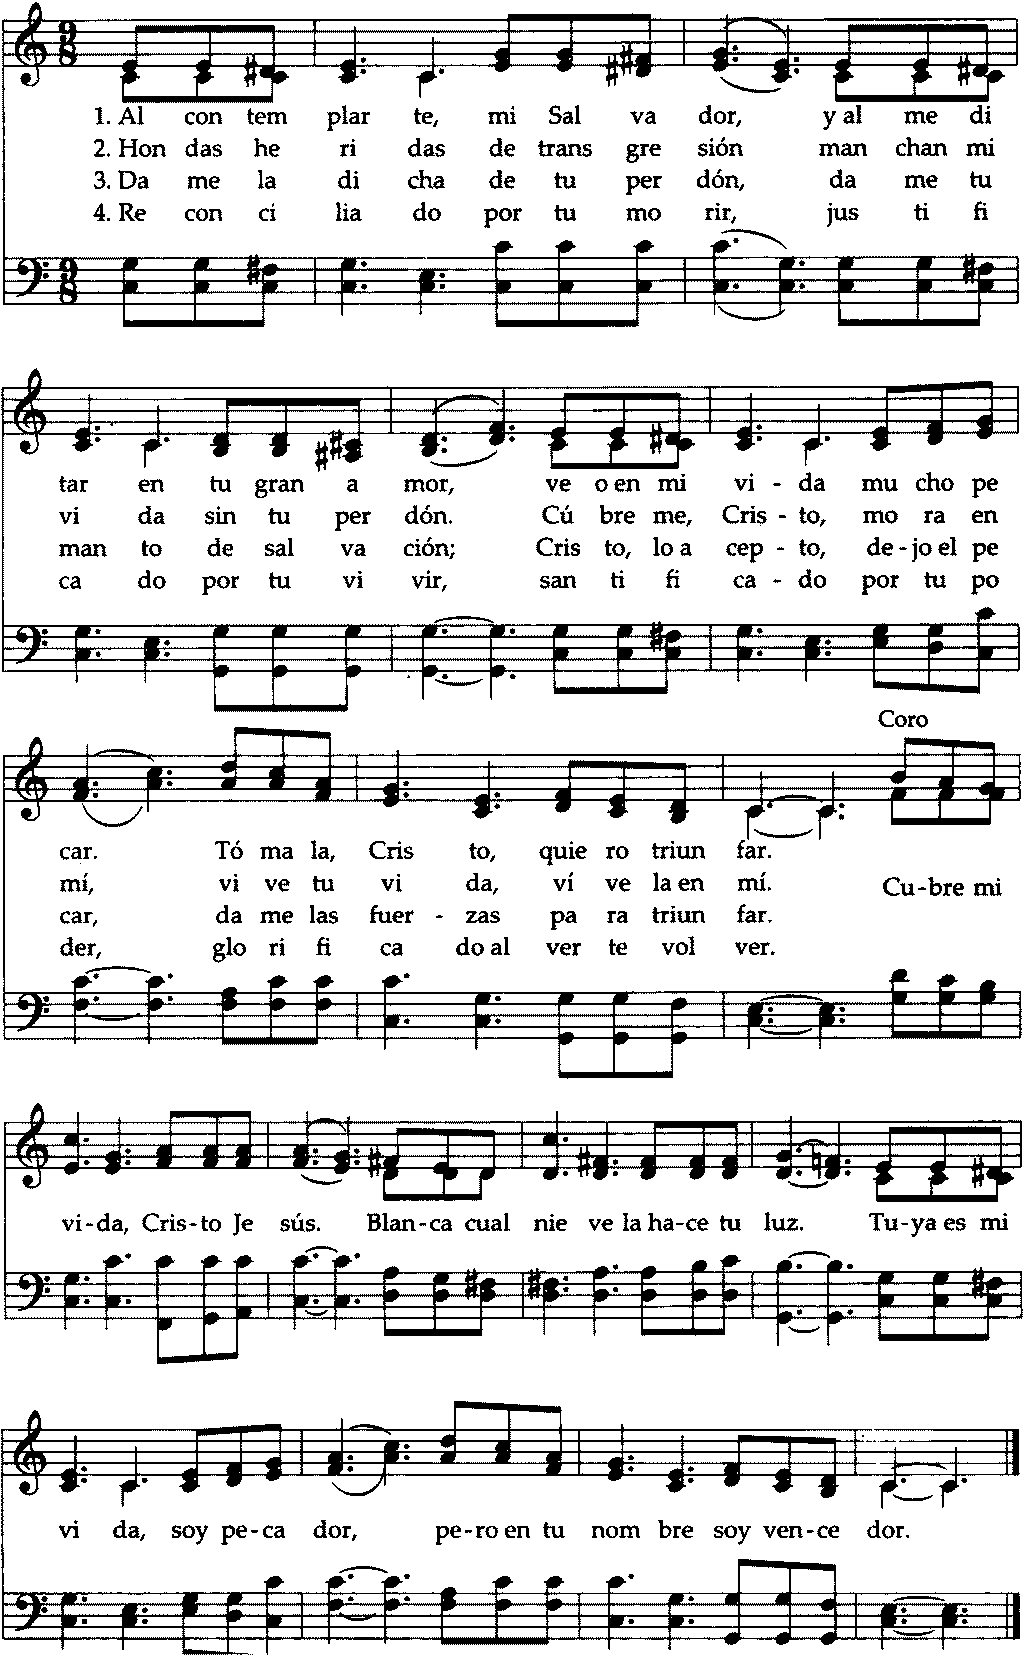 1. Al con tem plar te, mi Sal va dor, y al me di
2. Hon das he ri das de trans gre sión man chan mi
3. Da me la di cha de tu per dón, da me tu
4. Re con ci lia do por tu mo rir, jus ti fi
tar en tu gran a mor, ve o en mi vi - da mu cho pe
vi da sin tu per dón. Cú bre me, Cris - to, mo ra en
man to de sal va ción; Cris to, lo a cep - to, de - jo el pe
ca do por tu vi vir, san ti fi ca - do por tu po
Coro
car. Tó ma la, Cris to, quie ro triun far.
mí, vi ve tu vi da, ví ve la en mí. Cu - bre mi
car, da me las fuer - zas pa ra triun far.
der, glo ri fi ca do al ver te vol ver.
vi - da, Cris - to Je sús. Blan - ca cual nie ve la ha - ce tu luz. Tu - ya es mi
vi da, soy pe - ca dor, pe - ro en tu nom bre soy ven - ce dor.